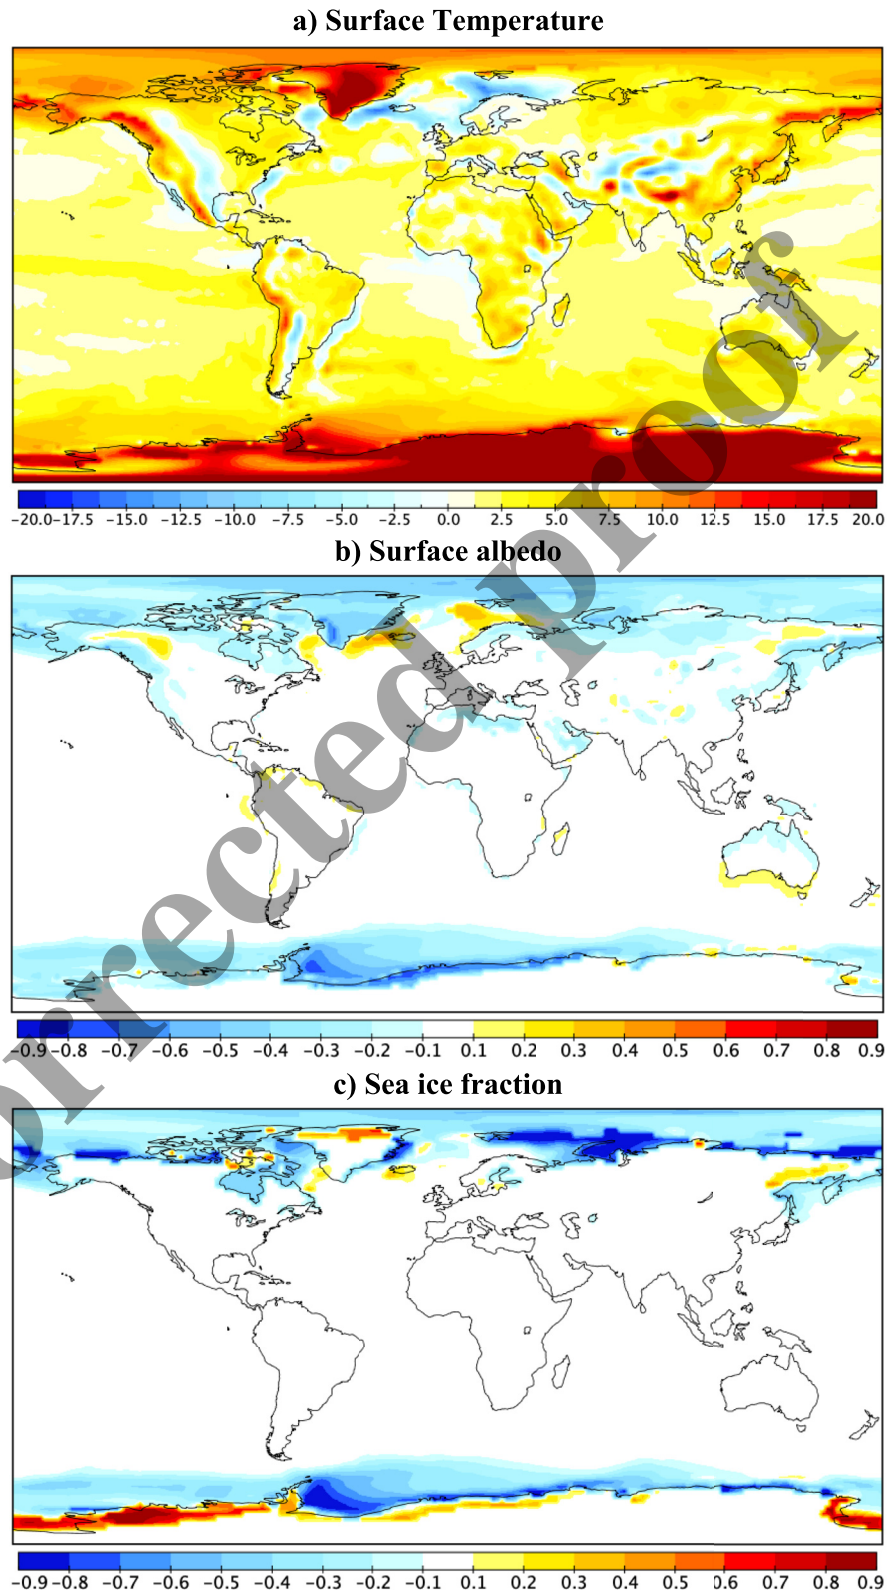 a) Surface Temperature
−20.0 −17.5 −15.0 −12.5 −10.0 −7.5 −5.0 −2.5 0.0 2.5 5.0 7.5 10.0 12.5 15.0 17.5 20.0
b) Surface albedo
−0.9 −0.8 −0.7 −0.6 −0.5 −0.4 −0.3 −0.2 −0.1 0.1 0.2 0.3 0.4 0.5 0.6 0.7 0.8 0.9
c) Sea ice fraction
−0.9 −0.8 −0.7 −0.6 −0.5 −0.4 −0.3 −0.2 −0.1 0.1 0.2 0.3 0.4 0.5 0.6 0.7 0.8 0.9
orrected proof